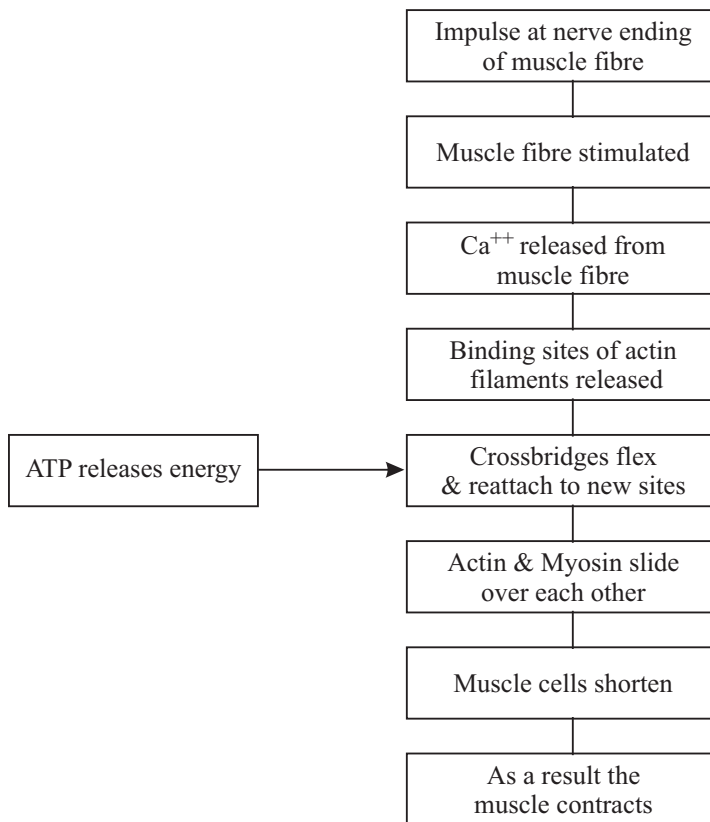 Impulse at nerve ending
of muscle fibre
Muscle fibre stimulated
Ca⁺⁺ released from
muscle fibre
Binding sites of actin
filaments released
ATP releases energy
Crossbridges flex
& reattach to new sites
Actin & Myosin slide
over each other
Muscle cells shorten
As a result the
muscle contracts